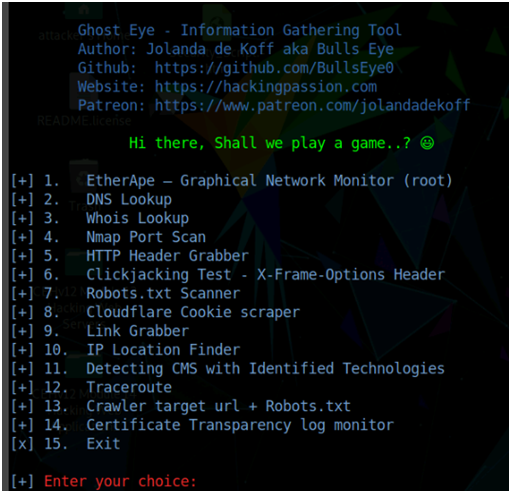 Ghost Eye - Information Gathering Tool
Author: Jolanda de Koff aka Bulls Eye
Github:  https://github.com/BullsEye0
Website: https://hackingpassion.com
Patreon: https://www.patreon.com/jolandadekoff
README.license
Hi there, Shall we play a game..? 😃
[+] 1.   EtherApe – Graphical Network Monitor (root)
[+] 2.   DNS Lookup
[+] 3.   Whois Lookup
[+] 4.   Nmap Port Scan
[+] 5.   HTTP Header Grabber
[+] 6.   Clickjacking Test - X-Frame-Options Header
[+] 7.   Robots.txt Scanner
[+] 8.   Cloudflare Cookie scraper
[+] 9.   Link Grabber
[+] 10.  IP Location Finder
[+] 11.  Detecting CMS with Identified Technologies
[+] 12.  Traceroute
[+] 13.  Crawler target url + Robots.txt
[+] 14.  Certificate Transparency log monitor
[x] 15.  Exit
[+] Enter your choice: